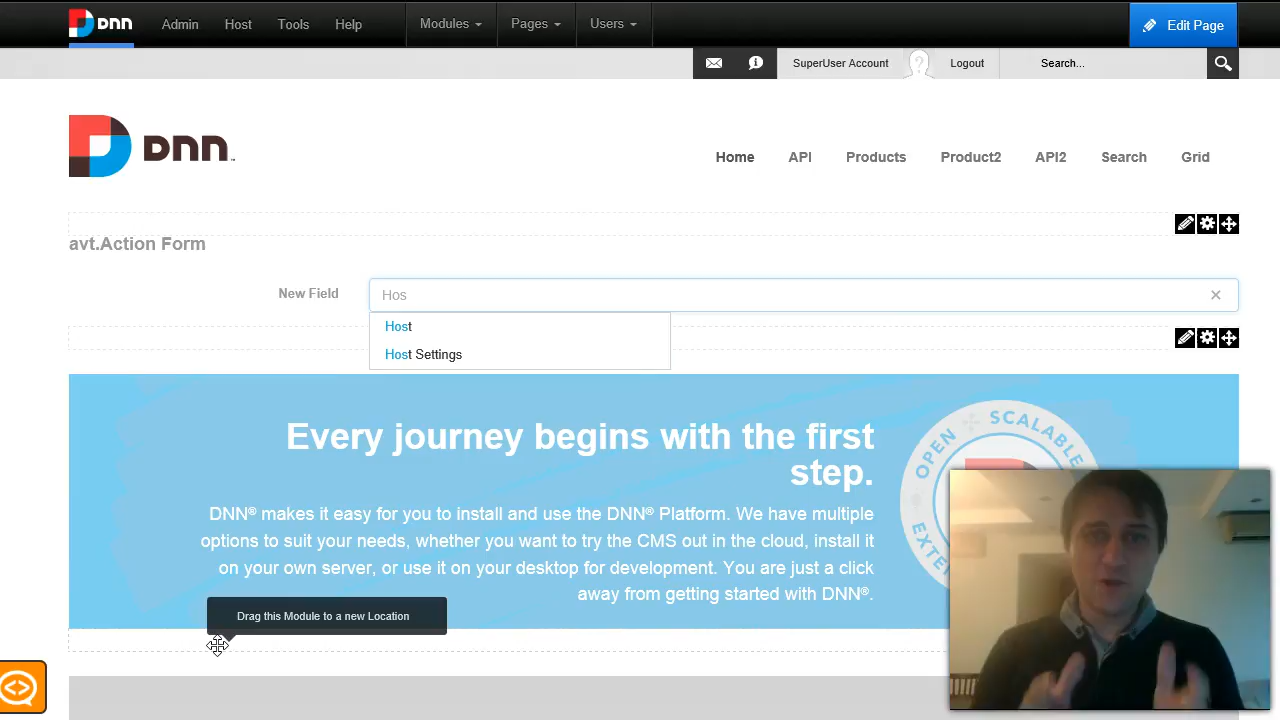 DNN Admin Host Tools Help Modules Pages Users Edit Page
SuperUser Account Logout Search...
DNN™
Home API Products Product2 API2 Search Grid
avt.Action Form
New Field Hos
Host
Host Settings
Every journey begins with the first
step.
DNN® makes it easy for you to install and use the DNN® Platform. We have multiple
options to suit your needs, whether you want to try the CMS out in the cloud, install it
on your own server, or use it on your desktop for development. You are just a click
away from getting started with DNN®.
OPEN SCALABLE
Drag this Module to a new Location